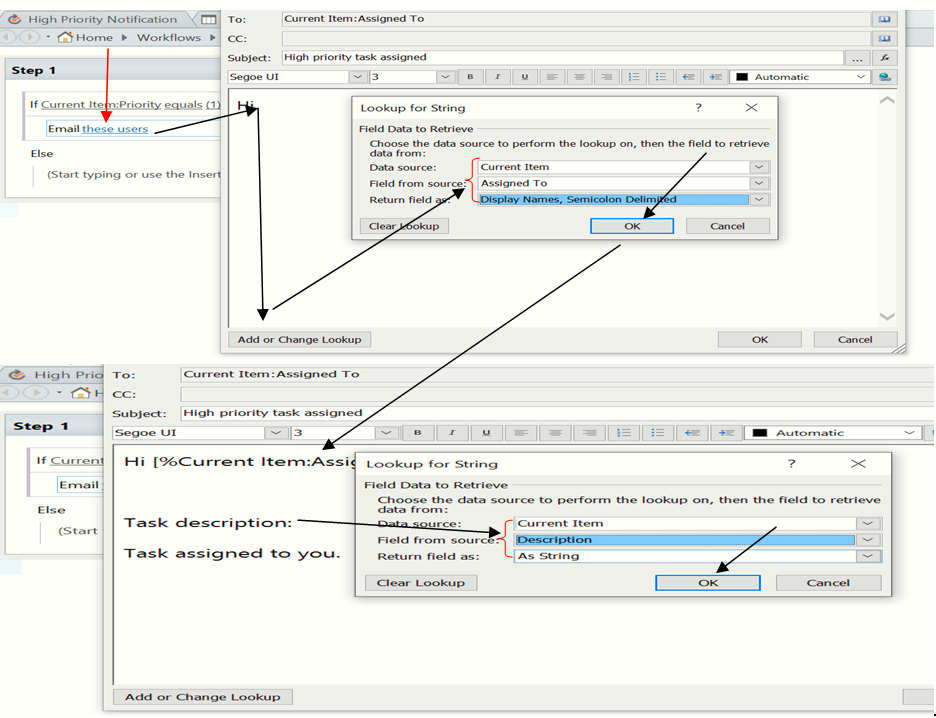 High Priority Notification
Home ▸ Workflows ▸
Step 1
If Current Item:Priority equals (1)
Email these users
Else
(Start typing or use the Insert
To: Current Item:Assigned To
CC:
Subject: High priority task assigned ... fx
Segoe UI 3 B I U Automatic
Hi
Lookup for String ?
Field Data to Retrieve
Choose the data source to perform the lookup on, then the field to retrieve
data from:
Data source: Current Item
Field from source: Assigned To
Return field as: Display Names, Semicolon Delimited
Clear Lookup OK Cancel
Add or Change Lookup OK Cancel
High Prio
H
Step 1
If Current
Email
Else
(Start
To: Current Item:Assigned To
CC:
Subject: High priority task assigned
Segoe UI 3 B I U Automatic
Hi [%Current Item:Assig
Task description:
Task assigned to you.
Lookup for String ?
Field Data to Retrieve
Choose the data source to perform the lookup on, then the field to retrieve
data from:
Data source: Current Item
Field from source: Description
Return field as: As String
Clear Lookup OK Cancel
Add or Change Lookup